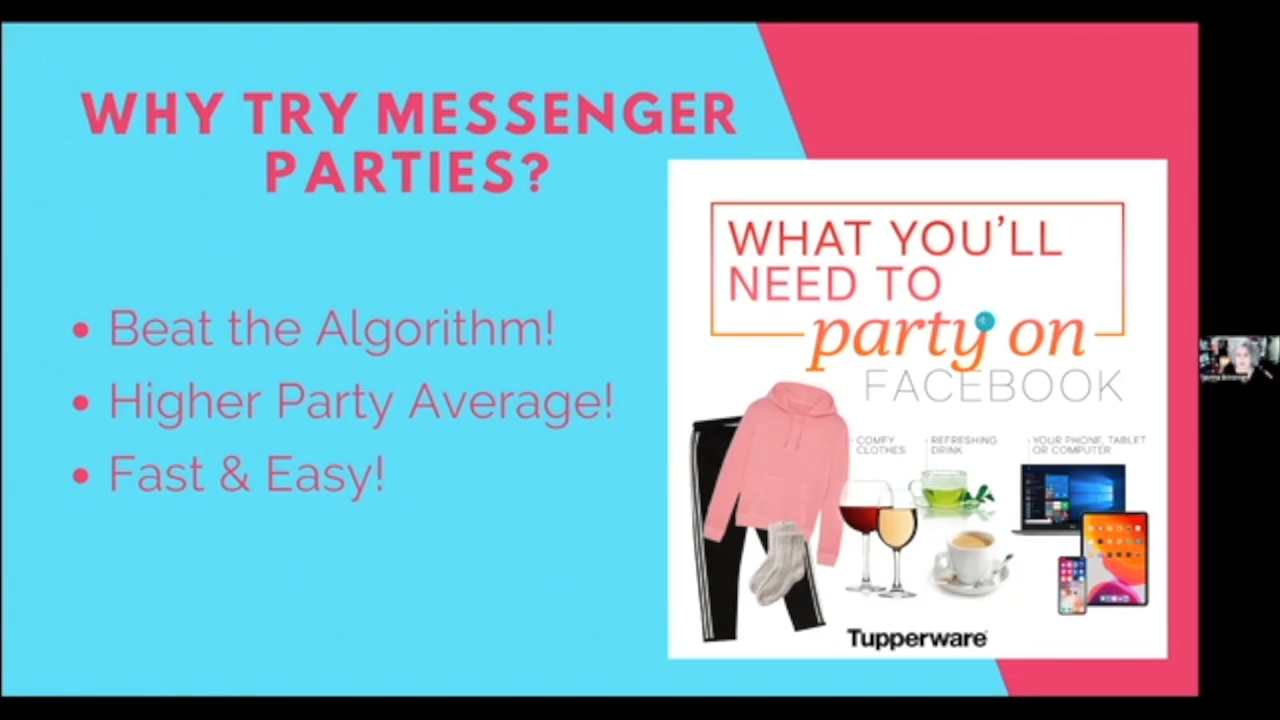 WHY TRY MESSENGER
PARTIES?
• Beat the Algorithm!
• Higher Party Average!
• Fast & Easy!
WHAT YOU'LL
NEED TO
party on
FACEBOOK
COMFY
CLOTHES
REFRESHING
DRINK
YOUR PHONE, TABLET
OR COMPUTER
Tupperware